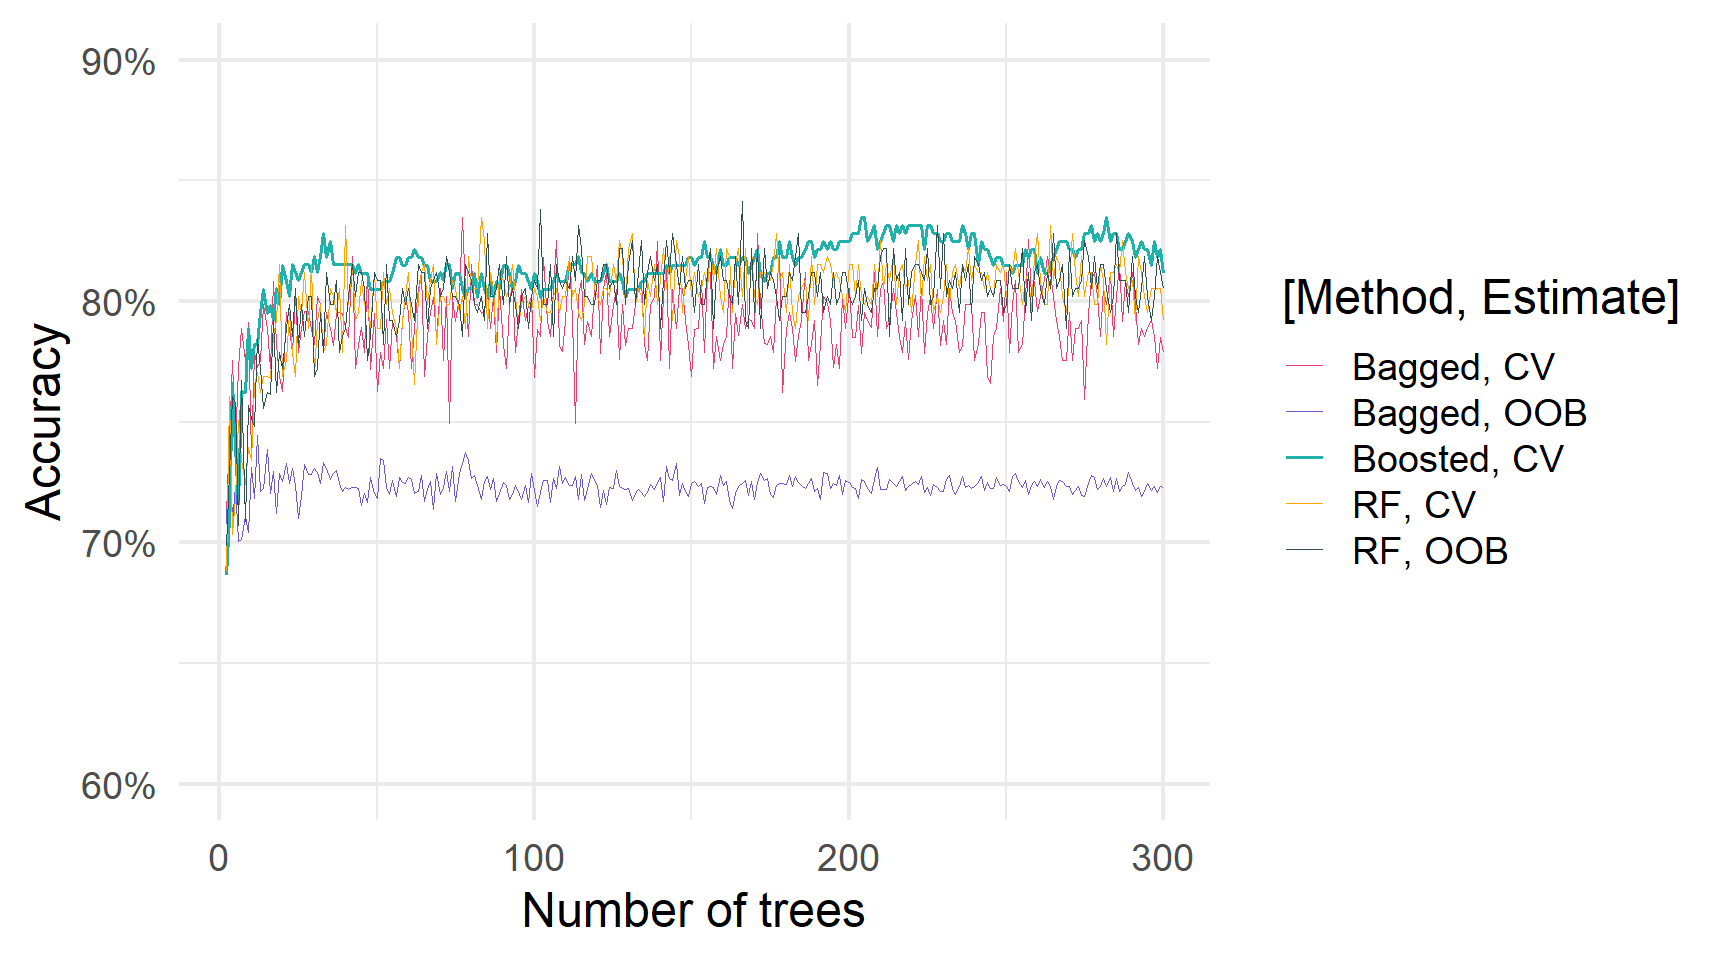 90%
80%
70%
60%
Accuracy
0
100
200
300
Number of trees
[Method, Estimate]
Bagged, CV
Bagged, OOB
Boosted, CV
RF, CV
RF, OOB